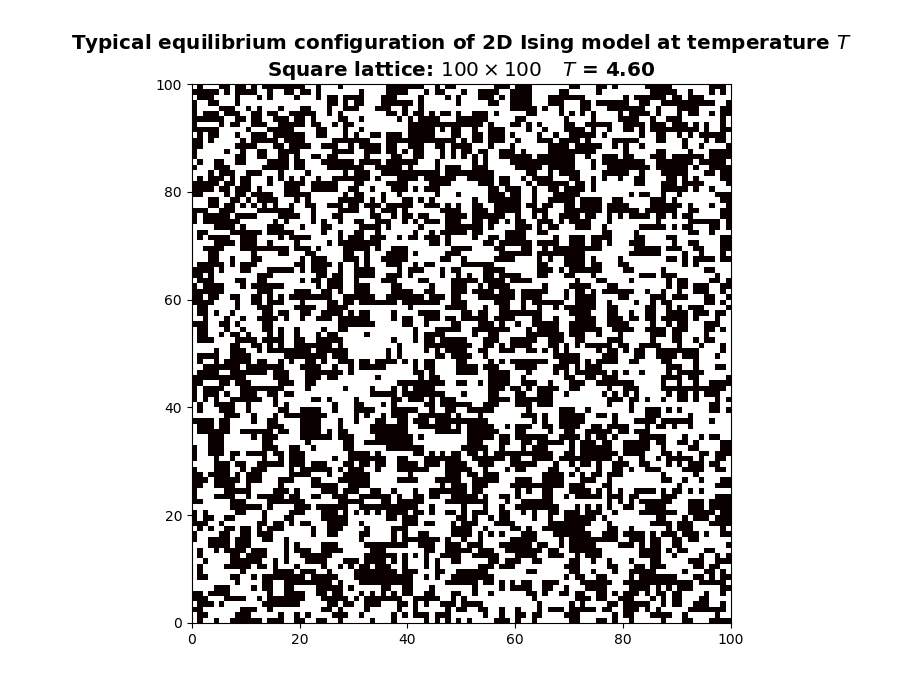 Typical equilibrium configuration of 2D Ising model at temperature T
Square lattice: 100 × 100 T = 4.60
100
80
60
40
20
0
0 20 40 60 80 100